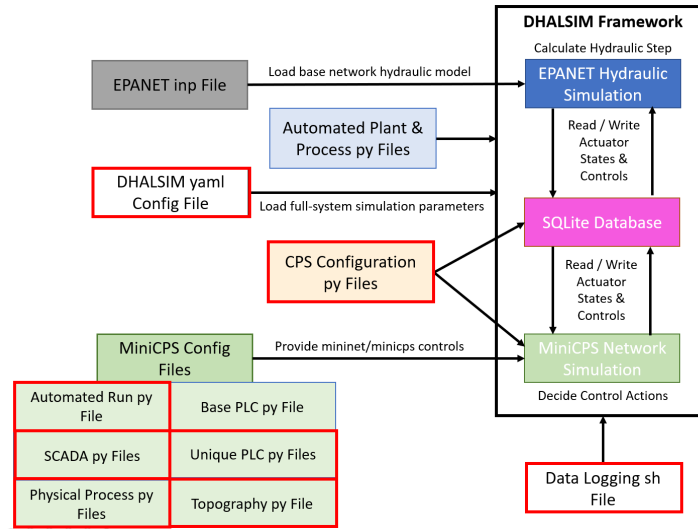 DHALSIM Framework
Calculate Hydraulic Step
EPANET inp File
Load base network hydraulic model
EPANET Hydraulic
Simulation
Automated Plant &
Process py Files
Read / Write
Actuator
States &
Controls
DHALSIM yaml
Config File
Load full-system simulation parameters
SQLite Database
CPS Configuration
py Files
Read / Write
Actuator
States &
Controls
MiniCPS Config
Files
Provide mininet/minicps controls
MiniCPS Network
Simulation
Decide Control Actions
Automated Run py
File
Base PLC py File
SCADA py Files
Unique PLC py Files
Physical Process py
Files
Topography py File
Data Logging sh
File